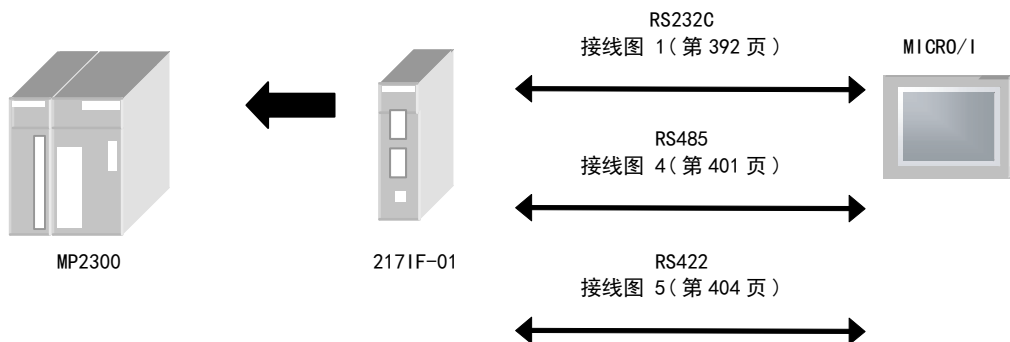 RS232C
接线图 1(第 392 页)
MICRO/I
RS485
接线图 4(第 401 页)
MP2300
217IF-01
RS422
接线图 5(第 404 页)